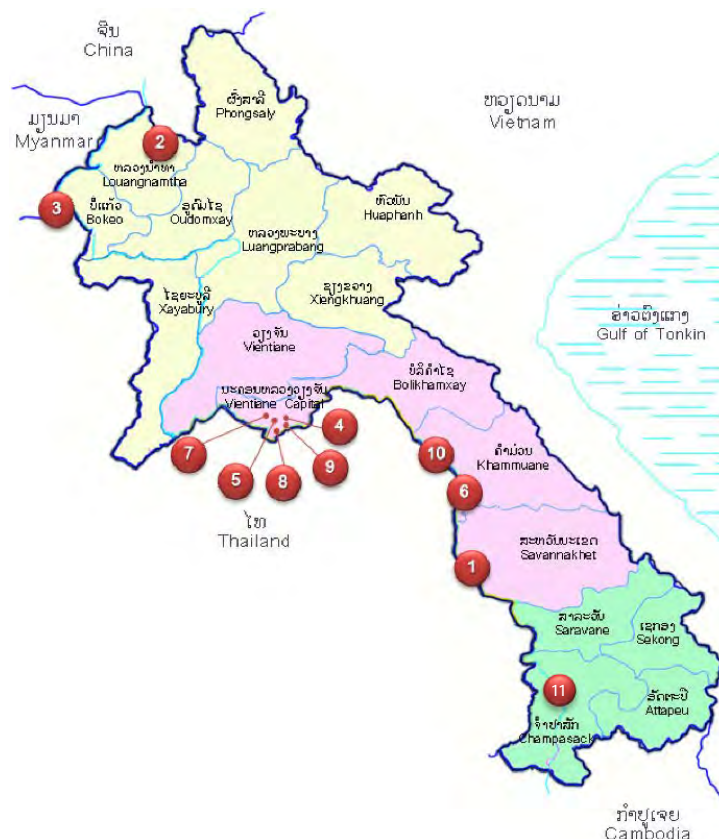 ຈີນ
China
ຜົ້ງສາລີ
Phongsaly
ຫວຽດນາມ
Vietnam
ມຽນມາ
Myanmar
2
ຫລວງນ້ຳທາ
Louangnamtha
3
ບໍ່ແກ້ວ
Bokeo
ອູດົມໄຊ
Oudomxay
ຫລວງພະບາງ
Luangprabang
ຫົວພັນ
Huaphanh
ໄຊຍະບູລີ
Xayabury
ຊຽງຂວາງ
Xiengkhuang
ອ່າວຕົງແກງ
Gulf of Tonkin
ວຽງຈັນ
Vientiane
ບໍລິຄຳໄຊ
Bolikhamxay
ນະຄອນຫລວງວຽງຈັນ
Vientiane Capital
4
7
5
8
9
10
ຄຳມ່ວນ
Khammuane
6
ໄທ
Thailand
ສະຫວັນນະເຂດ
Savannakhet
1
ສາລະວັນ
Saravane
ເຊກອງ
Sekong
11
ອັດຕະປື
Attapeu
ຈຳປາສັກ
Champasack
ກຳປູເຈຍ
Cambodia